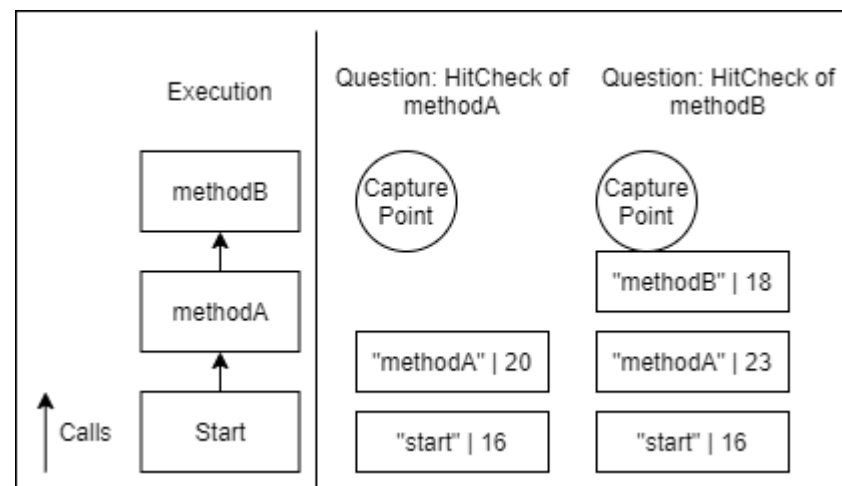 Execution
methodB
methodA
Start
Calls
Question: HitCheck of
methodA
Capture
Point
"methodA" | 20
"start" | 16
Question: HitCheck of
methodB
Capture
Point
"methodB" | 18
"methodA" | 23
"start" | 16